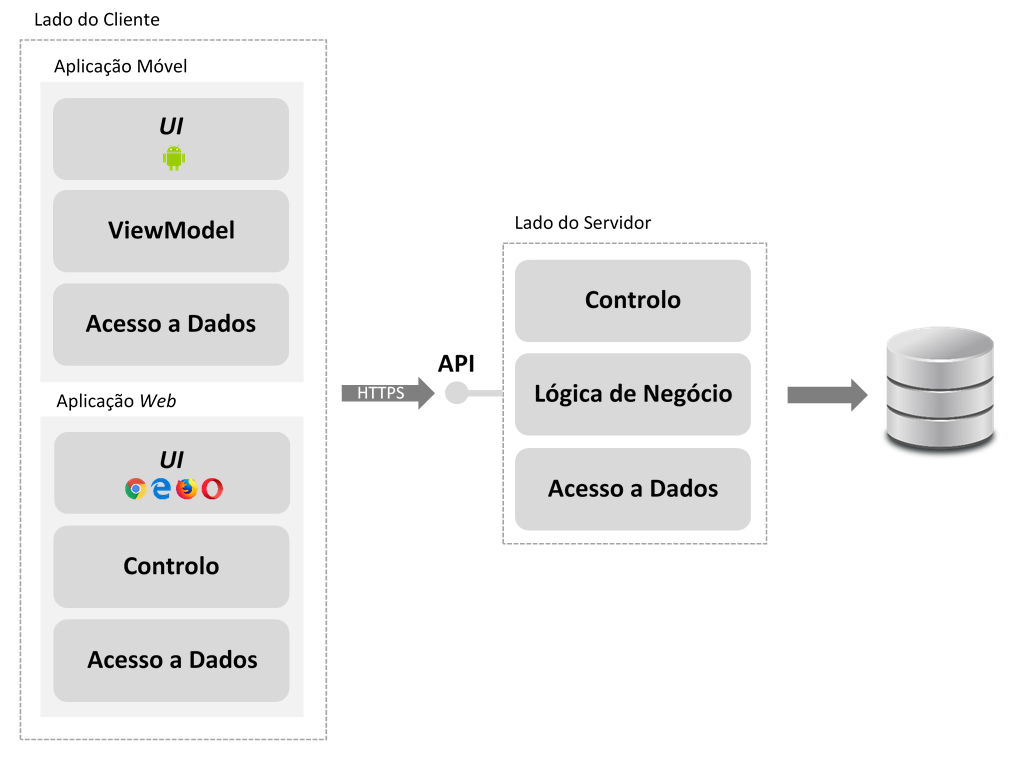 Lado do Cliente
Aplicação Móvel
UI
ViewModel
Acesso a Dados
Aplicação Web
UI
Controlo
Acesso a Dados
HTTPS
API
Lado do Servidor
Controlo
Lógica de Negócio
Acesso a Dados